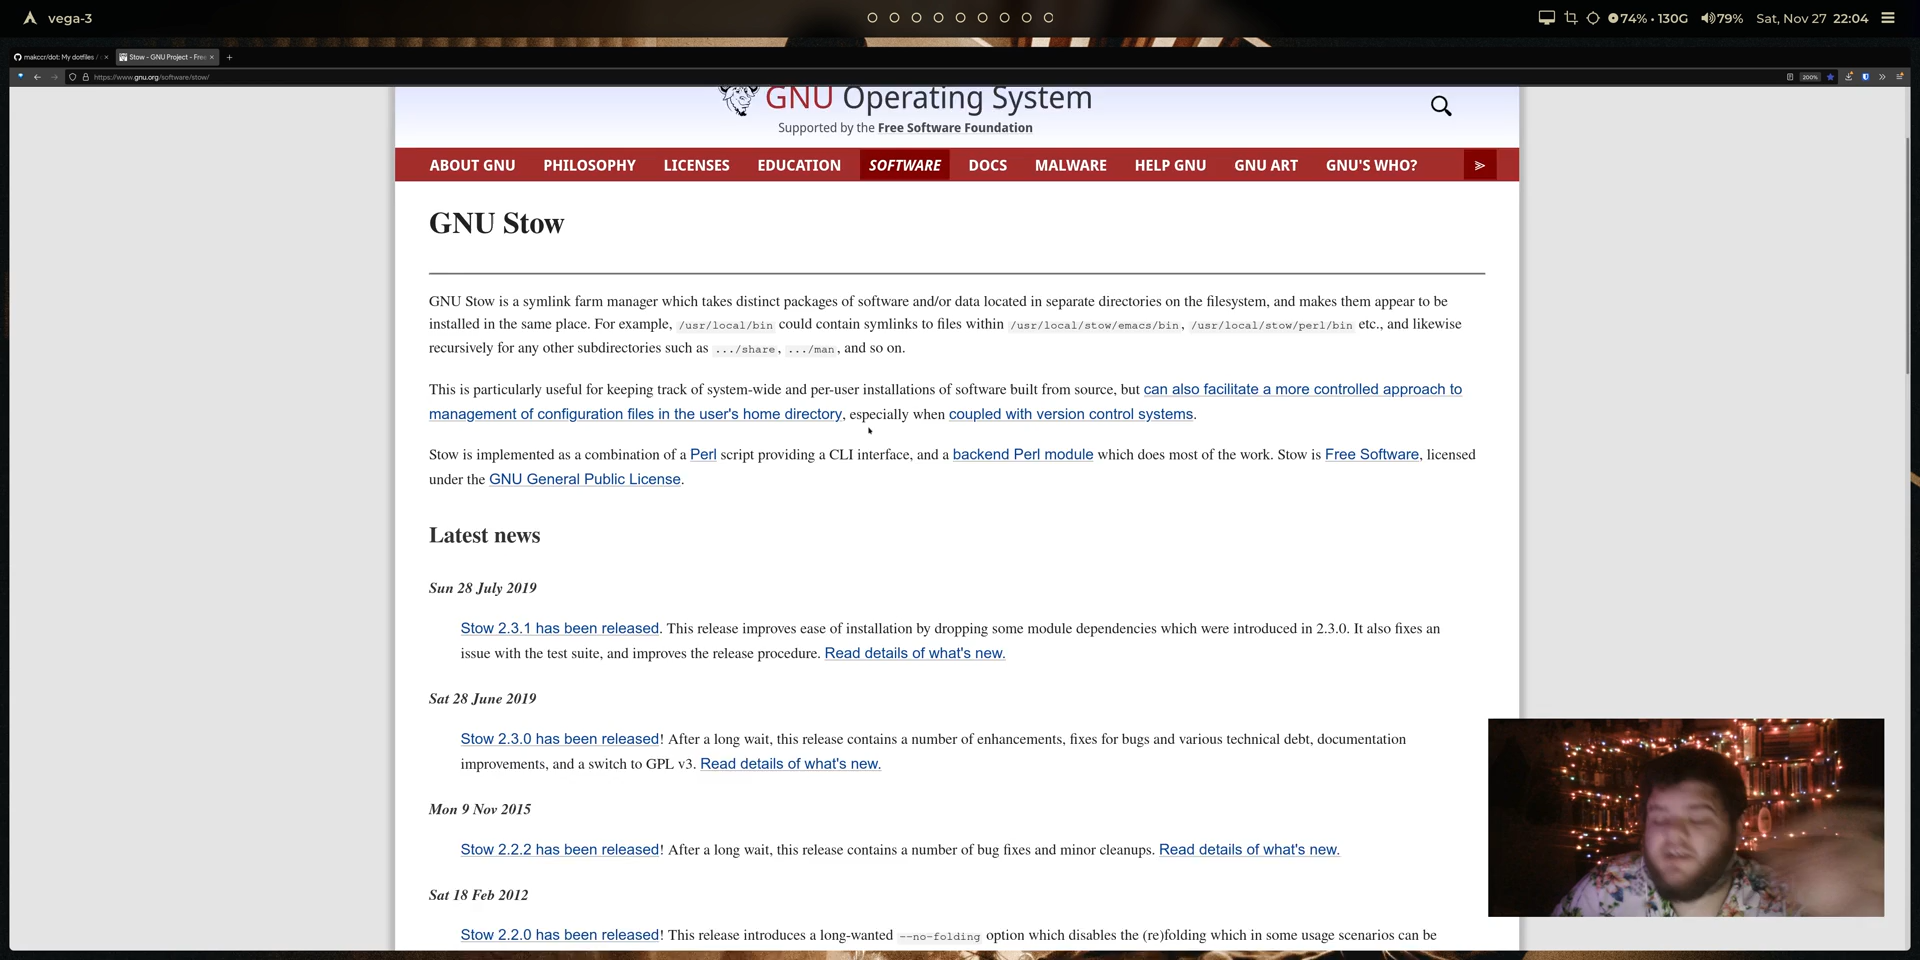 vega-3
74% • 130G 79% Sat, Nov 27 22:04
makccr/dot: My dotfiles / × Stow - GNU Project - Free × +
https://www.gnu.org/software/stow/ 200%
GNU Operating System
Supported by the Free Software Foundation
ABOUT GNU PHILOSOPHY LICENSES EDUCATION SOFTWARE DOCS MALWARE HELP GNU GNU ART GNU'S WHO?
GNU Stow
GNU Stow is a symlink farm manager which takes distinct packages of software and/or data located in separate directories on the filesystem, and makes them appear to be
installed in the same place. For example, /usr/local/bin could contain symlinks to files within /usr/local/stow/emacs/bin, /usr/local/stow/perl/bin etc., and likewise
recursively for any other subdirectories such as .../share, .../man, and so on.
This is particularly useful for keeping track of system-wide and per-user installations of software built from source, but can also facilitate a more controlled approach to
management of configuration files in the user's home directory, especially when coupled with version control systems.
Stow is implemented as a combination of a Perl script providing a CLI interface, and a backend Perl module which does most of the work. Stow is Free Software, licensed
under the GNU General Public License.
Latest news
Sun 28 July 2019
Stow 2.3.1 has been released. This release improves ease of installation by dropping some module dependencies which were introduced in 2.3.0. It also fixes an
issue with the test suite, and improves the release procedure. Read details of what's new.
Sat 28 June 2019
Stow 2.3.0 has been released! After a long wait, this release contains a number of enhancements, fixes for bugs and various technical debt, documentation
improvements, and a switch to GPL v3. Read details of what's new.
Mon 9 Nov 2015
Stow 2.2.2 has been released! After a long wait, this release contains a number of bug fixes and minor cleanups. Read details of what's new.
Sat 18 Feb 2012
Stow 2.2.0 has been released! This release introduces a long-wanted --no-folding option which disables the (re)folding which in some usage scenarios can be